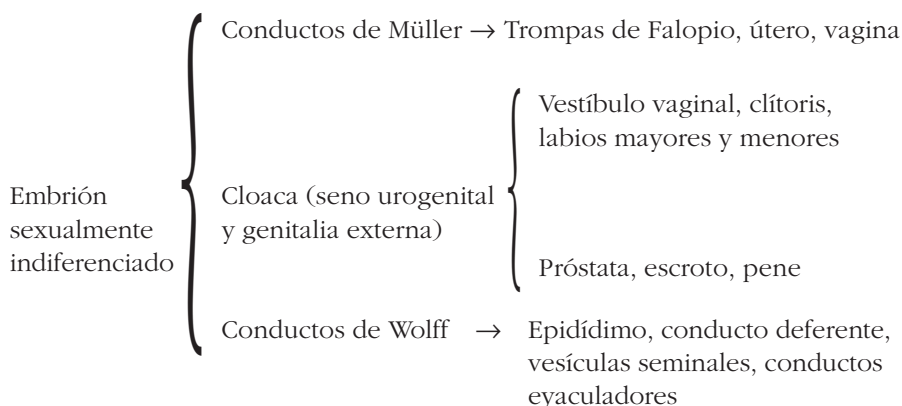 Conductos de Müller → Trompas de Falopio, útero, vagina
Vestíbulo vaginal, clítoris,
labios mayores y menores
Embrión
sexualmente
indiferenciado
Cloaca (seno urogenital
y genitalia externa)
Próstata, escroto, pene
Conductos de Wolff → Epidídimo, conducto deferente,
vesículas seminales, conductos
eyaculadores